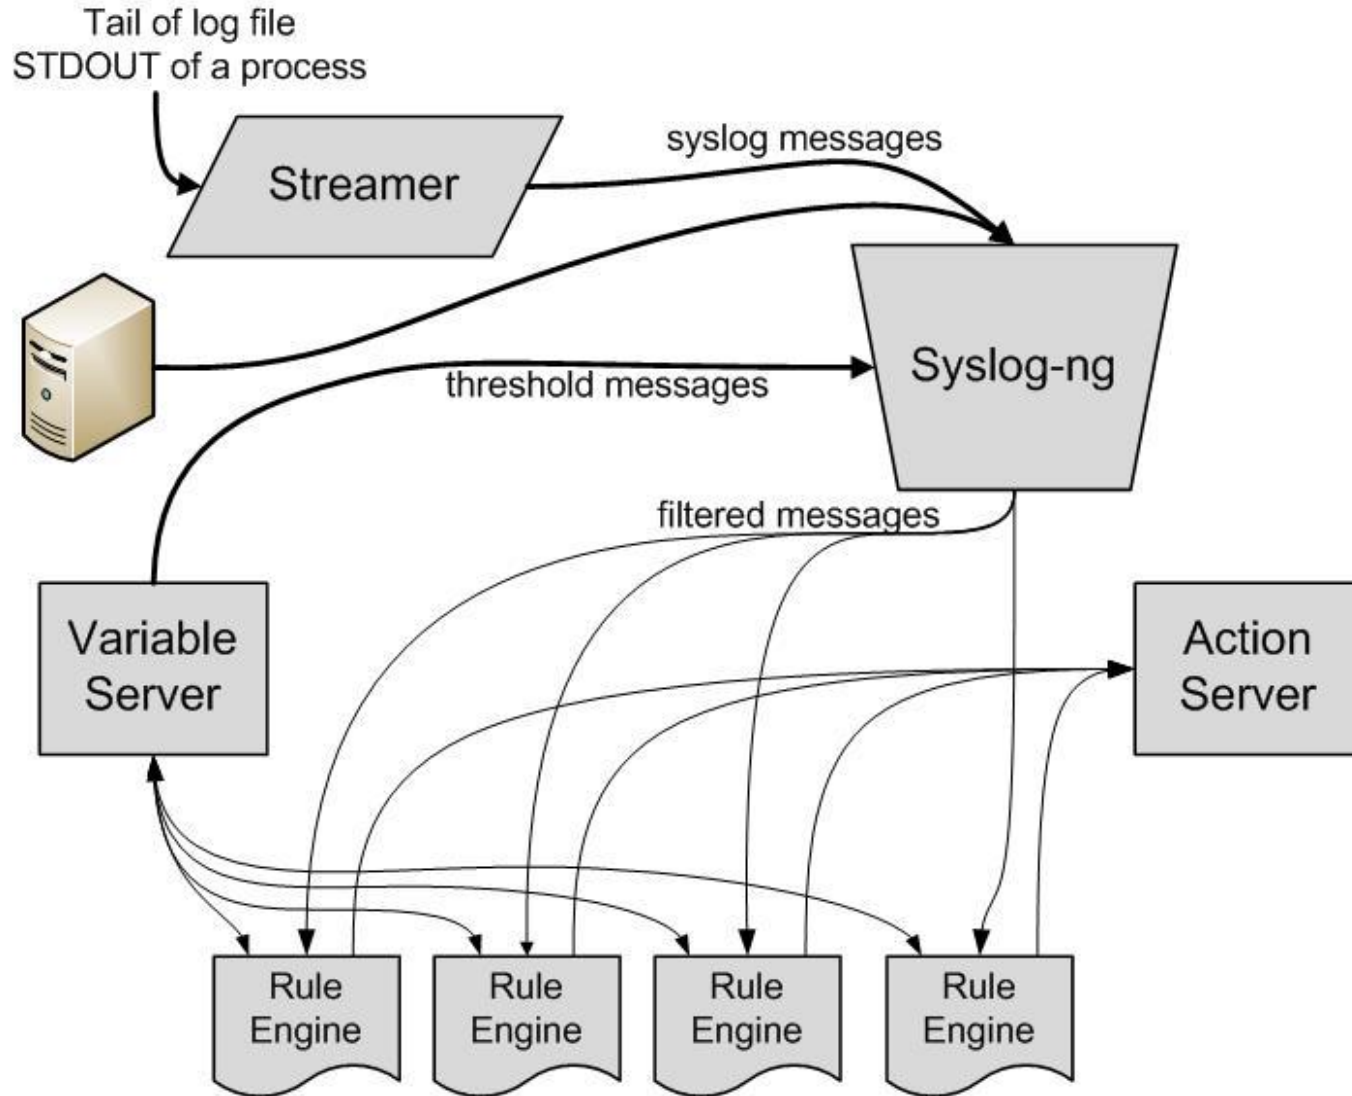 Tail of log file
STDOUT of a process
Streamer
syslog messages
Syslog-ng
threshold messages
filtered messages
Variable
Server
Action
Server
Rule
Engine
Rule
Engine
Rule
Engine
Rule
Engine